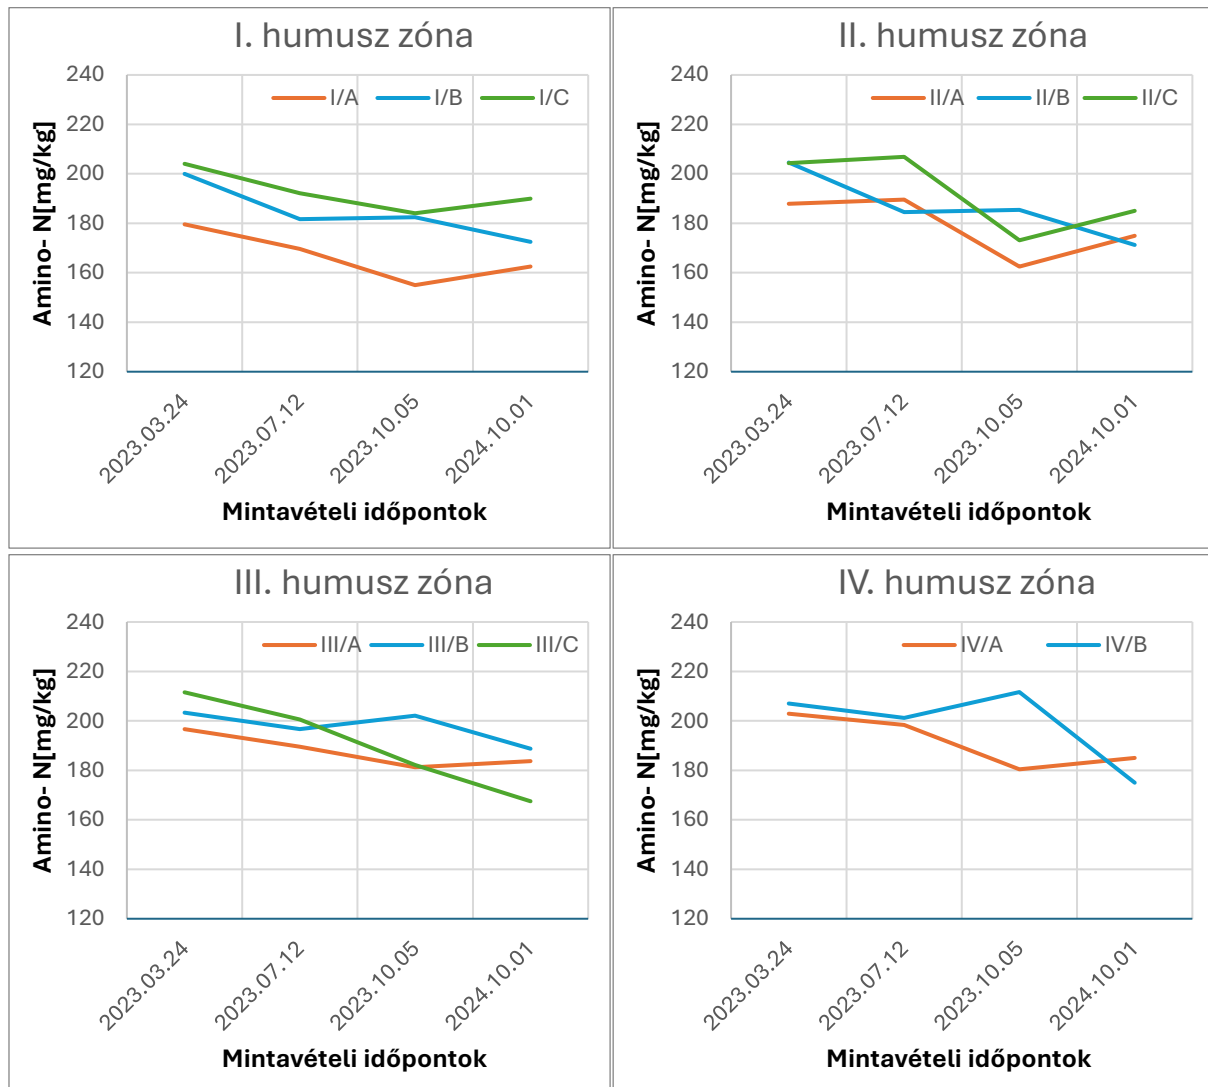 I. humusz zóna
I/A I/B I/C
Amino- N[mg/kg]
240
220
200
180
160
140
120
2023.03.24
2023.07.12
2023.10.05
2024.10.01
Mintavételi időpontok
II. humusz zóna
II/A II/B II/C
Amino- N[mg/kg]
240
220
200
180
160
140
120
2023.03.24
2023.07.12
2023.10.05
2024.10.01
Mintavételi időpontok
III. humusz zóna
III/A III/B III/C
Amino- N[mg/kg]
240
220
200
180
160
140
120
2023.03.24
2023.07.12
2023.10.05
2024.10.01
Mintavételi időpontok
IV. humusz zóna
IV/A IV/B
Amino- N[mg/kg]
240
220
200
180
160
140
120
2023.03.24
2023.07.12
2023.10.05
2024.10.01
Mintavételi időpontok